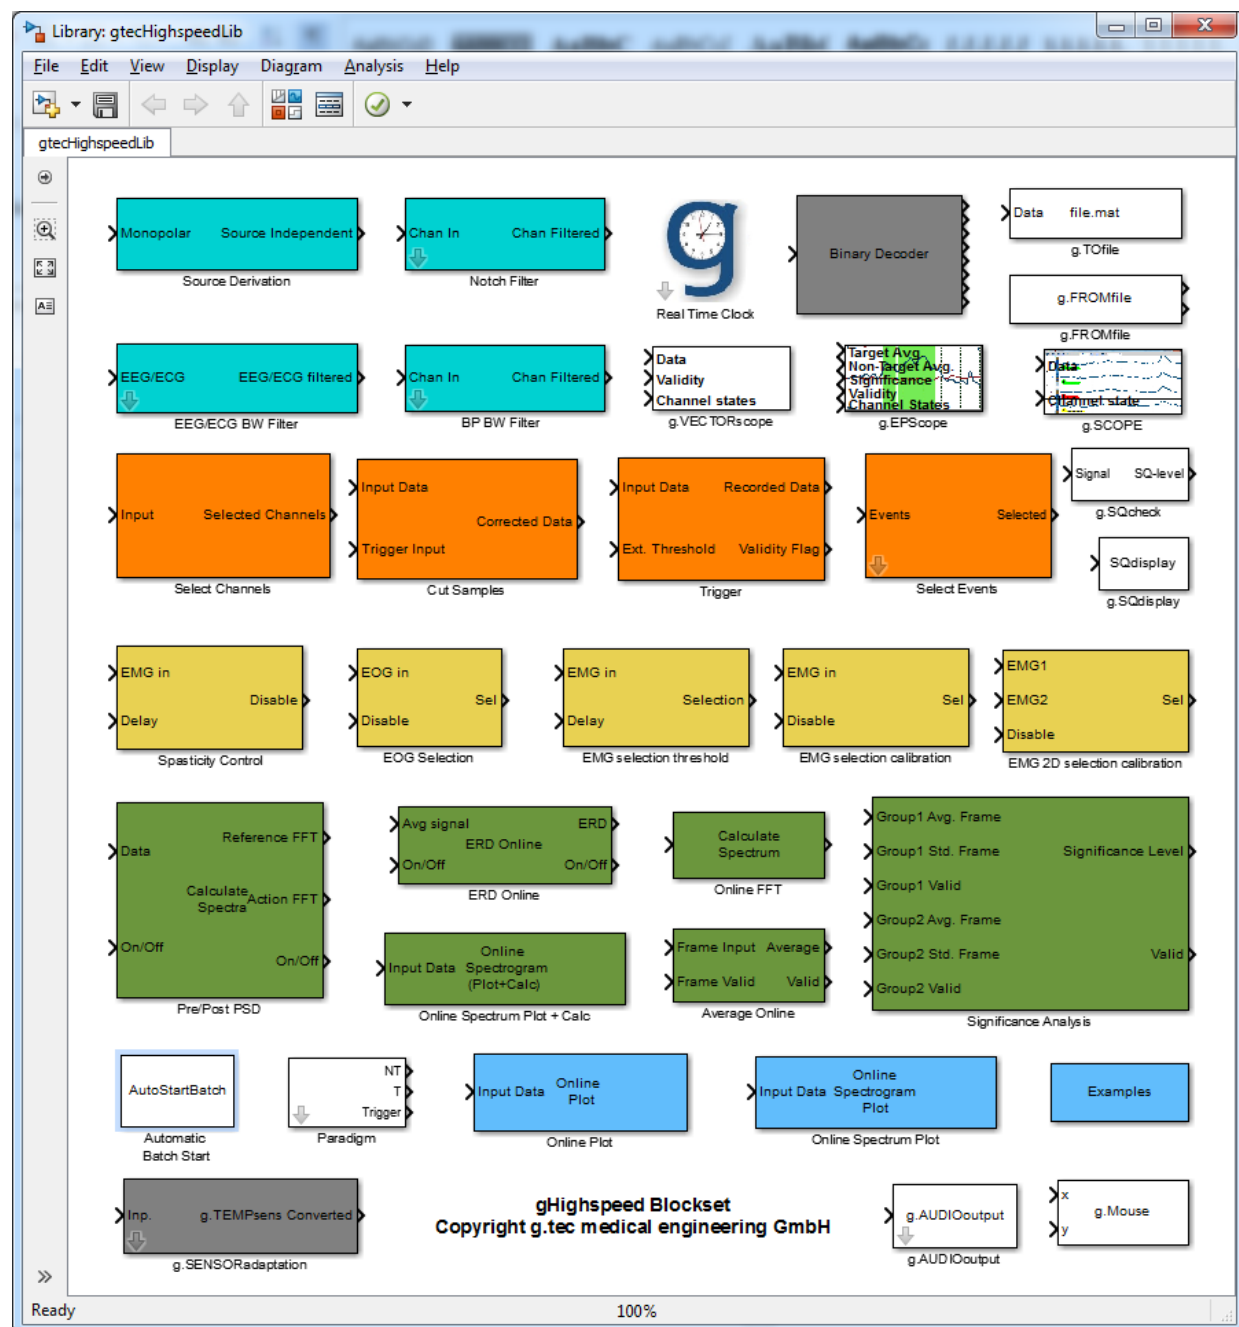 Library: gtecHighspeedLib
File Edit View Display Diagram Analysis Help
gtecHighspeedLib
Monopolar Source Independent
Source Derivation
Chan In Chan Filtered
Notch Filter
g
Real Time Clock
Binary Decoder
Data file.mat
g.TOfile
g.FROMfile
g.FROMfile
EEG/ECG EEG/ECG filtered
EEG/ECG BW Filter
Chan In Chan Filtered
BP BW Filter
Data
Validity
Channel states
g.VECTORscope
Target Avg.
Non-Target Avg.
Significance
Validity
Channel States
g.EPScope
Data
Channel state
g.SCOPE
Input Selected Channels
Select Channels
Input Data
Corrected Data
Trigger Input
Cut Samples
Input Data Recorded Data
Ext. Threshold Validity Flag
Trigger
Events Selected
Select Events
Signal SQ-level
g.SQcheck
SQdisplay
g.SQdisplay
EMG in
Disable
Delay
Spasticity Control
EOG in
Sel
Disable
EOG Selection
EMG in
Selection
Delay
EMG selection threshold
EMG in
Sel
Disable
EMG selection calibration
EMG1
EMG2 Sel
Disable
EMG 2D selection calibration
Reference FFT
Data
Calculate
Spectra
Action FFT
On/Off
On/Off
Pre/Post PSD
Avg signal ERD
ERD Online
On/Off On/Off
ERD Online
Calculate
Spectrum
Online FFT
Group1 Avg. Frame
Group1 Std. Frame Significance Level
Group1 Valid
Group2 Avg. Frame
Group2 Std. Frame Valid
Group2 Valid
Significance Analysis
Online
Input Data Spectrogram
(Plot+Calc)
Online Spectrum Plot + Calc
Frame Input Average
Frame Valid Valid
Average Online
AutoStartBatch
Automatic
Batch Start
NT
T
Trigger
Paradigm
Input Data Online
Plot
Online Plot
Online
Input Data Spectrogram
Plot
Online Spectrum Plot
Examples
Inp. g.TEMPsens Converted
g.SENSORadaptation
gHighspeed Blockset
Copyright g.tec medical engineering GmbH
g.AUDIOoutput
g.AUDIOoutput
x
g.Mouse
y
Ready 100%